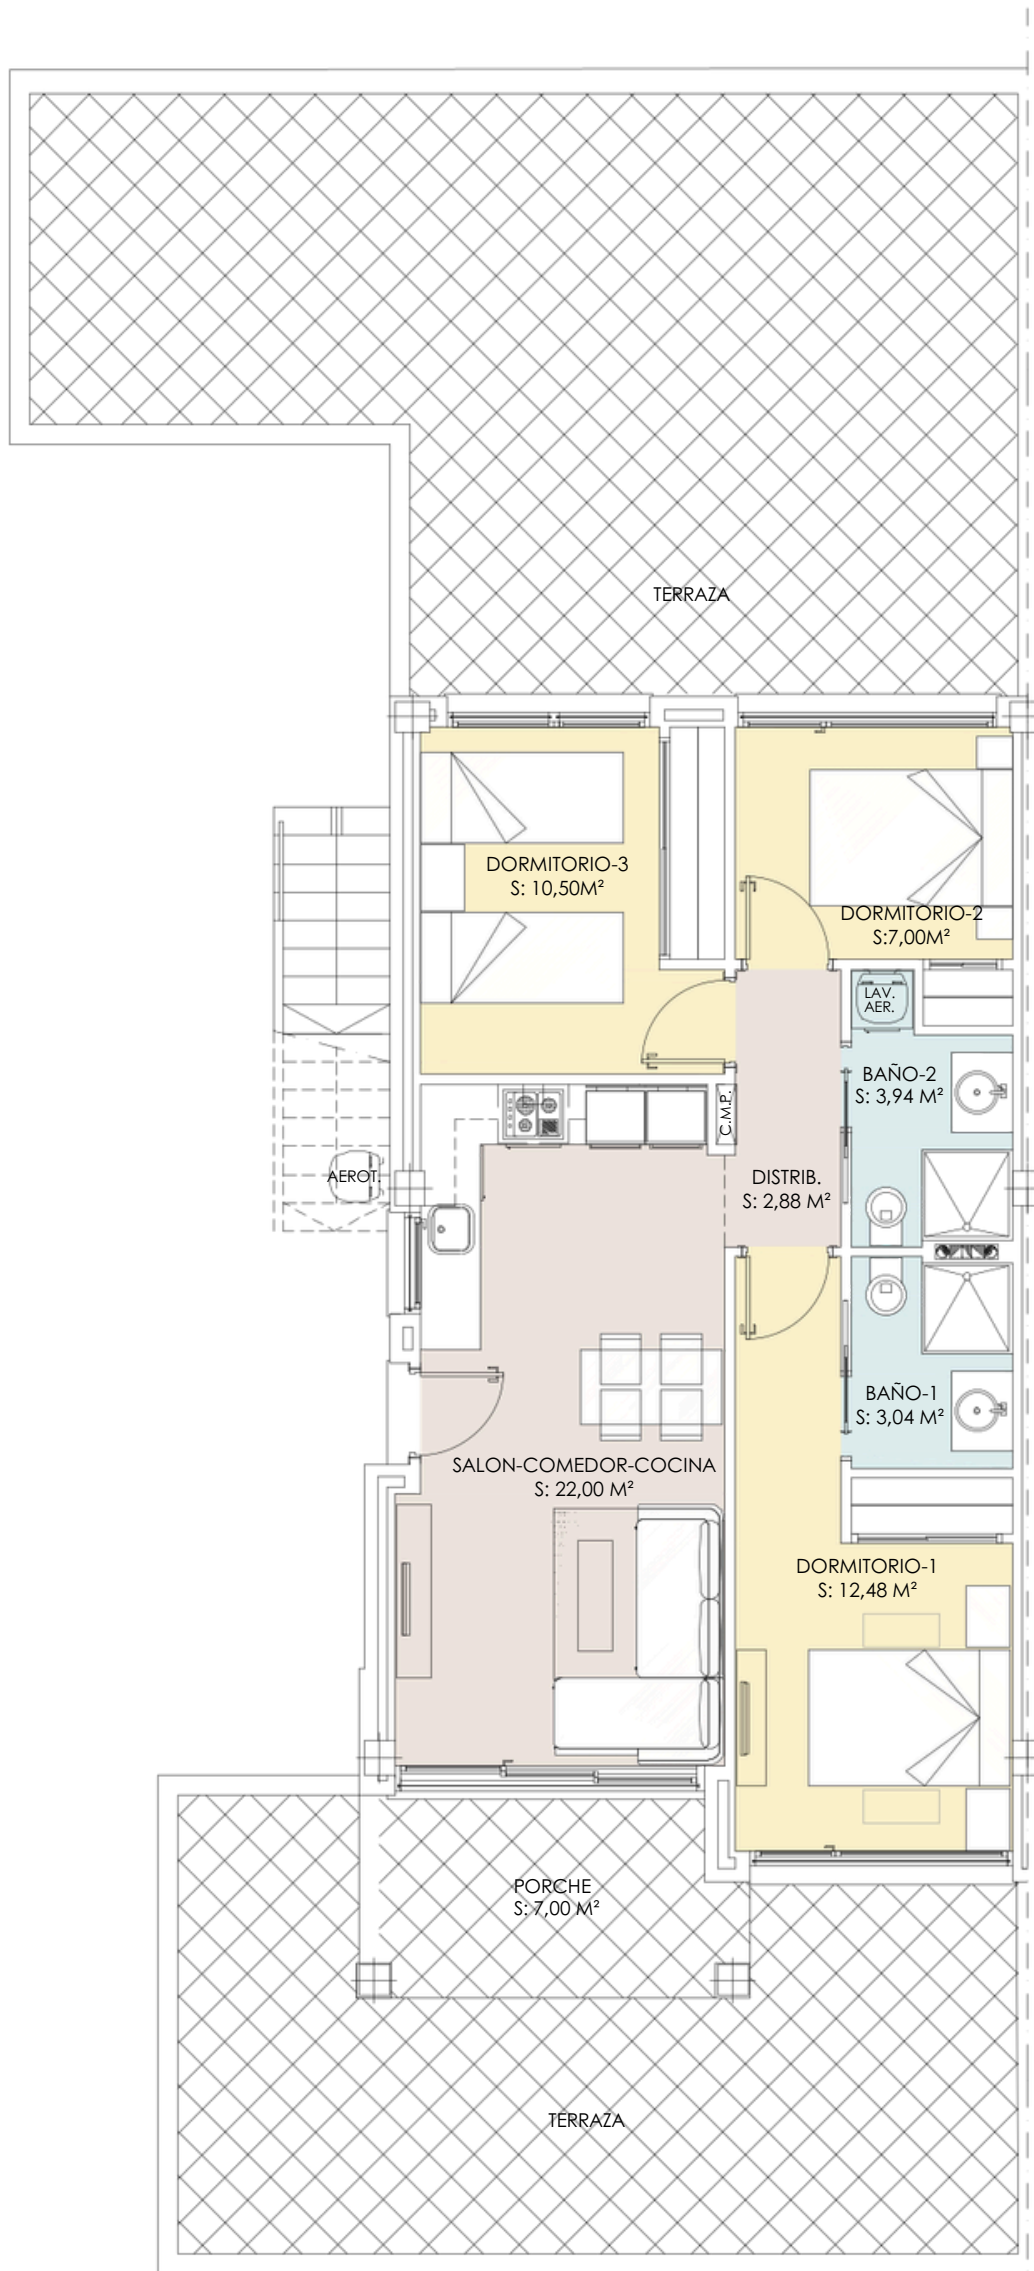 TERRAZA
DORMITORIO-3
S: 10,50M²
DORMITORIO-2
S:7,00M²
LAV.
AER.
BAÑO-2
S: 3,94 M²
C.M.P.
AEROT.
DISTRIB.
S: 2,88 M²
BAÑO-1
S: 3,04 M²
SALON-COMEDOR-COCINA
S: 22,00 M²
DORMITORIO-1
S: 12,48 M²
PORCHE
S: 7,00 M²
TERRAZA